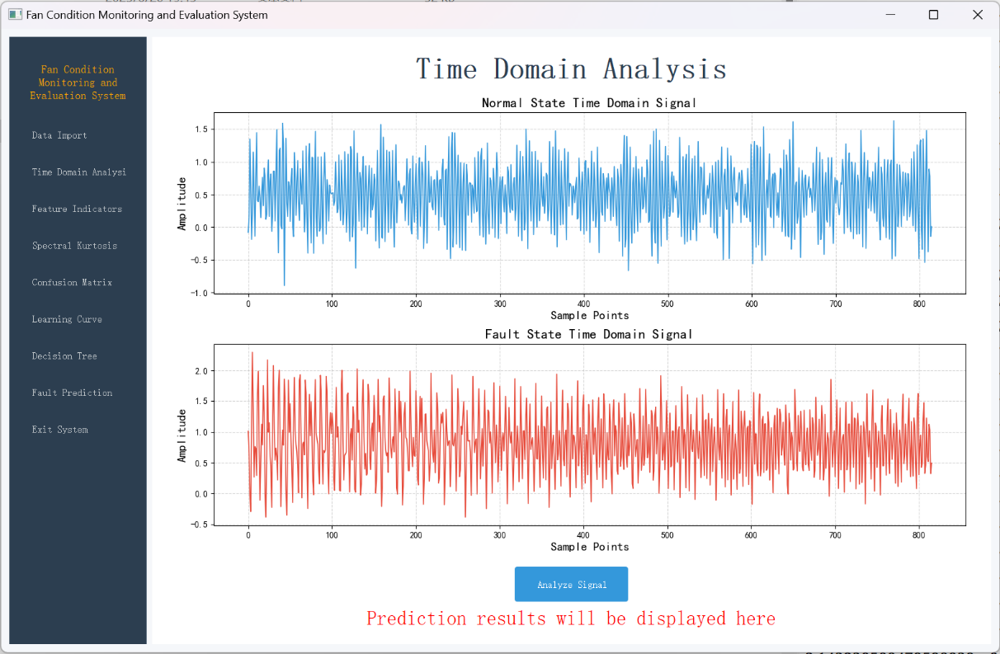 Fan Condition Monitoring and Evaluation System
Fan Condition
Monitoring and
Evaluation System
Data Import
Time Domain Analysi
Feature Indicators
Spectral Kurtosis
Confusion Matrix
Learning Curve
Decision Tree
Fault Prediction
Exit System
Time Domain Analysis
Normal State Time Domain Signal
Amplitude
1.5
1.0
0.5
0.0
-0.5
-1.0
0 100 200 300 400 500 600 700 800
Sample Points
Fault State Time Domain Signal
Amplitude
2.0
1.5
1.0
0.5
0.0
-0.5
0 100 200 300 400 500 600 700 800
Sample Points
Analyze Signal
Prediction results will be displayed here